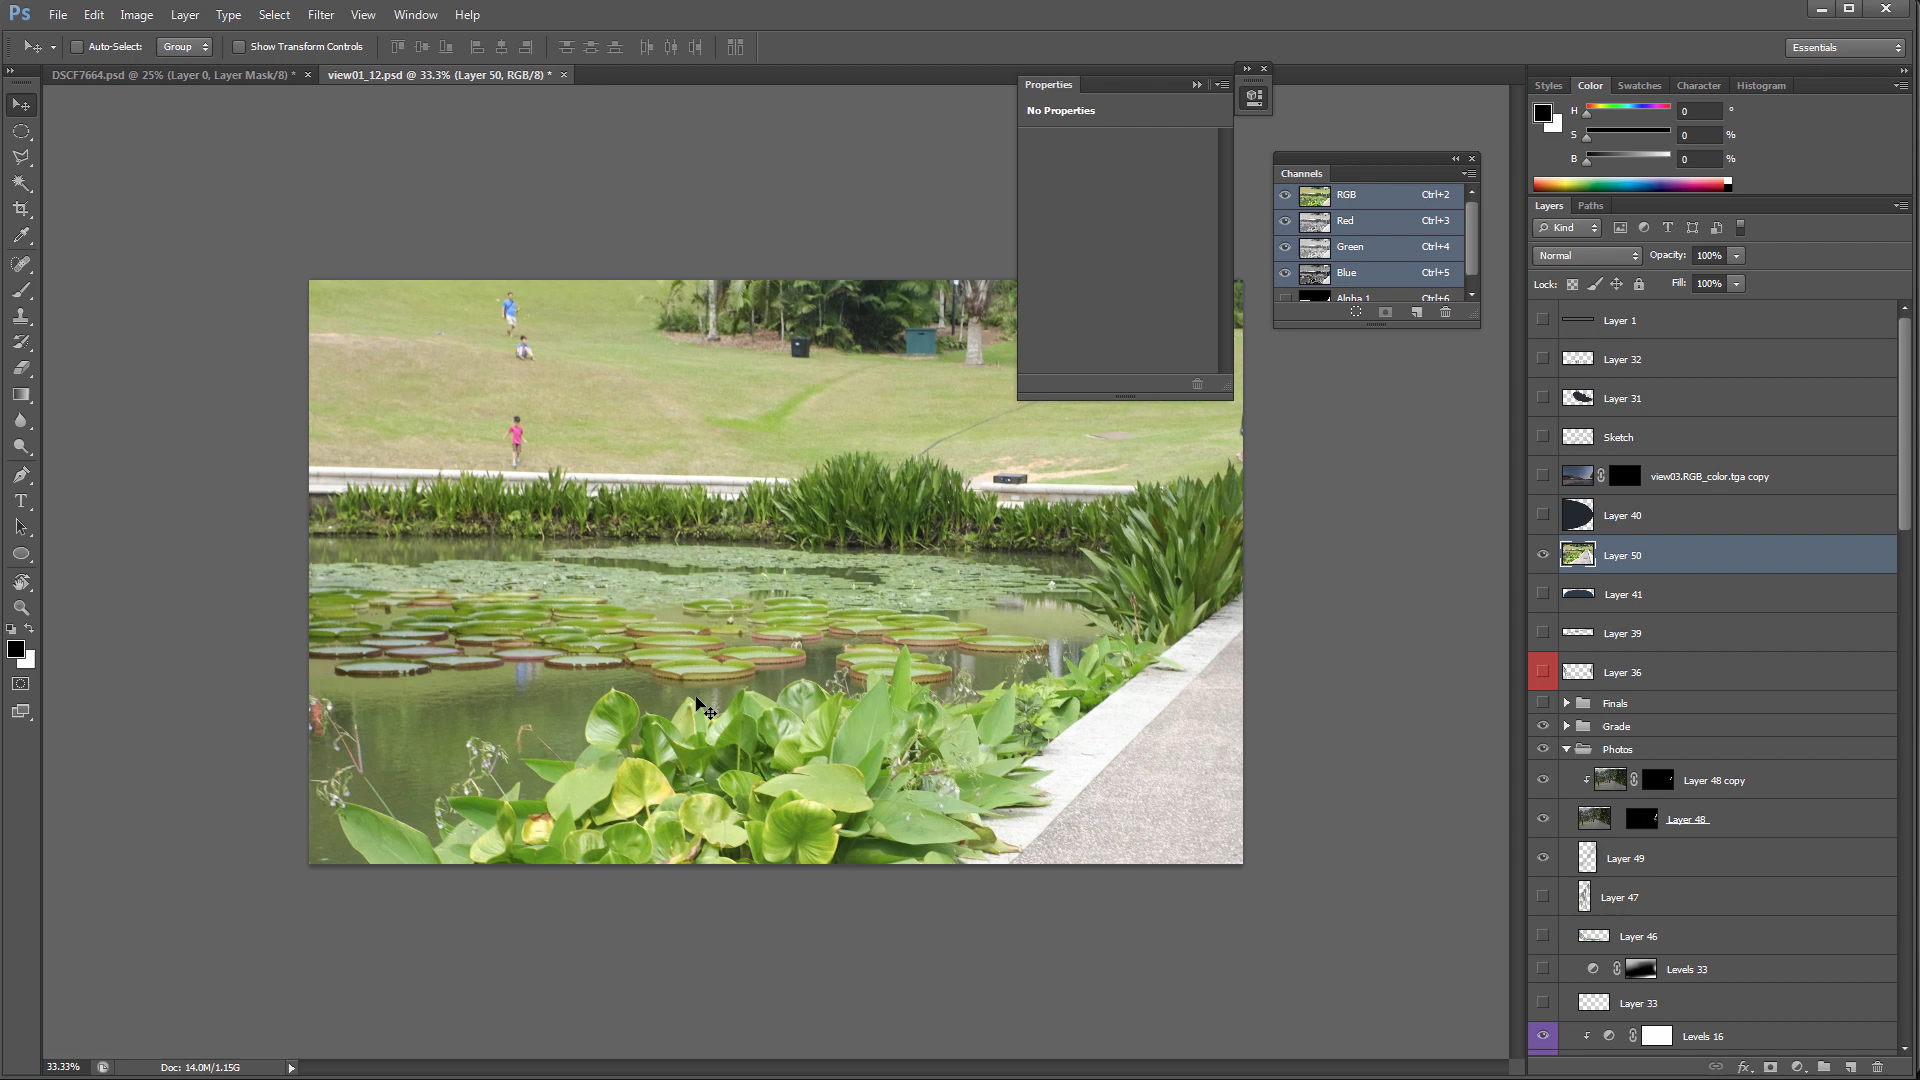 Ps File Edit Image Layer Type Select Filter View Window Help
Auto-Select: Group Show Transform Controls Essentials
DSCF7664.psd @ 25% (Layer 0, Layer Mask/8) * × view01_12.psd @ 33.3% (Layer 50, RGB/8) * ×
Properties
No Properties
Channels
RGB Ctrl+2
Red Ctrl+3
Green Ctrl+4
Blue Ctrl+5
Alpha 1 Ctrl+6
Styles Color Swatches Character Histogram
H 0 °
S 0 %
B 0 %
Layers Paths
Kind
Normal Opacity: 100%
Lock: Fill: 100%
Layer 1
Layer 32
Layer 31
Sketch
view03.RGB_color.tga copy
Layer 40
Layer 50
Layer 41
Layer 39
Layer 36
Finals
Grade
Photos
Layer 48 copy
Layer 48
Layer 49
Layer 47
Layer 46
Levels 33
Layer 33
Levels 16
33.33% Doc: 14.0M/1.15G